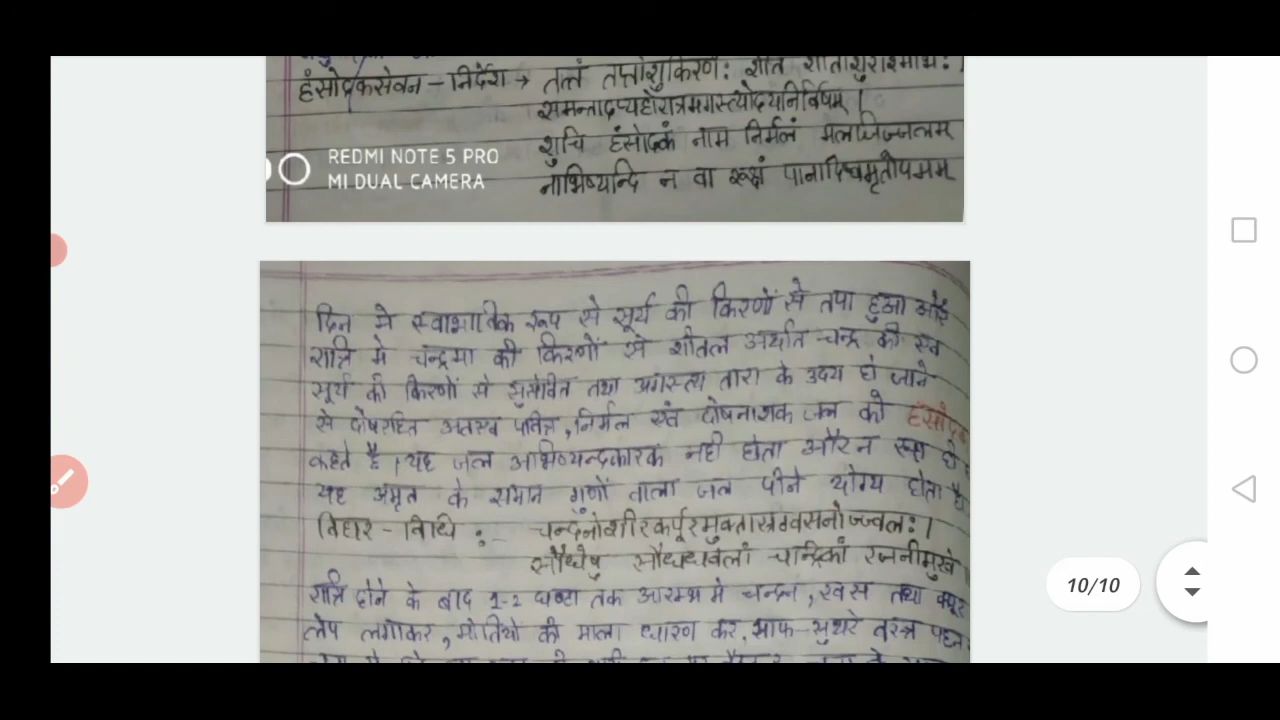 हंसोदकसेवन - निर्देश → तप्तं तप्तांशुकिरणैः शीतं शीतांशुरश्मिभिः।
समन्तादप्यहोरात्रमगस्त्योदयनिर्विषम् ।
शुचि हंसोदकं नाम निर्मलं मलजिज्जलम्
नाभिष्यन्दि न वा रूक्षं पानादिष्वमृतोपमम्
REDMI NOTE 5 PRO
MI DUAL CAMERA
दिन मे स्वाभाविक रूप से सूर्य की किरणों से तपा हुआ और
रात्रि मे चन्द्रमा की किरणों से शीतल अर्थात चन्द्र की एवं
सूर्य की किरणों से सुसेवित तथा अगस्त्य तारा के उदय हो जाने
से दोषरहित अतएव पवित्र, निर्मल एवं दोषनाशक जल को हंसोदक
कहते है। यह जल अभिष्यन्दकारक नही होता और न रूक्ष हो
यह अमृत के समान गुणों वाला जल पीने योग्य होता है
विहार - विधि :- चन्दनोशीरकर्पूरमुक्तास्रग्वसनोज्ज्वलः।
सौधेषु सौधधवलां चान्द्रिकां रजनीमुखे
रात्रि होने के बाद 1-2 घण्टा तक आरम्भ मे चन्दन, खस तथा कपूर
लेप लगाकर, मोतियो की माला धारण कर, साफ-सुथरे वस्त्र पहन
10/10